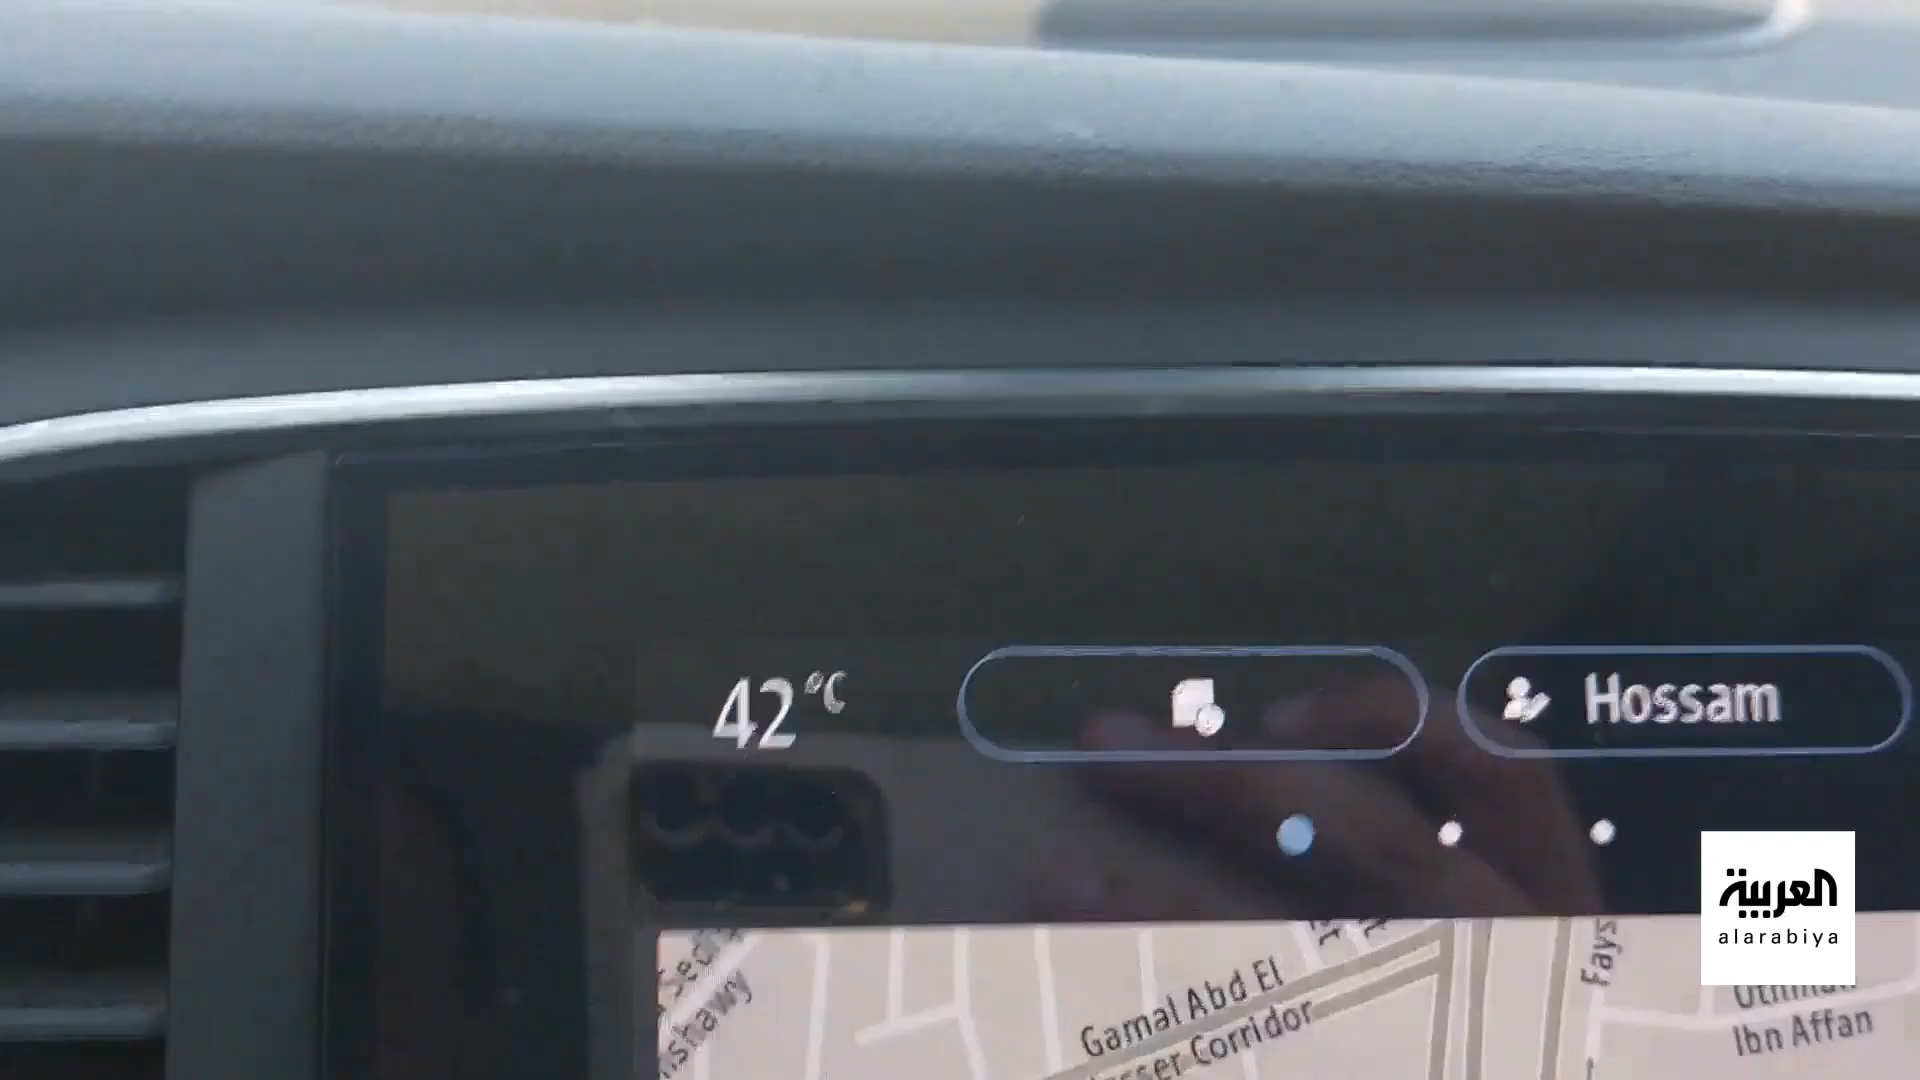 42°C
Hossam
العربية
alarabiya
Gamal Abd El
Corridor
Ibn Affan